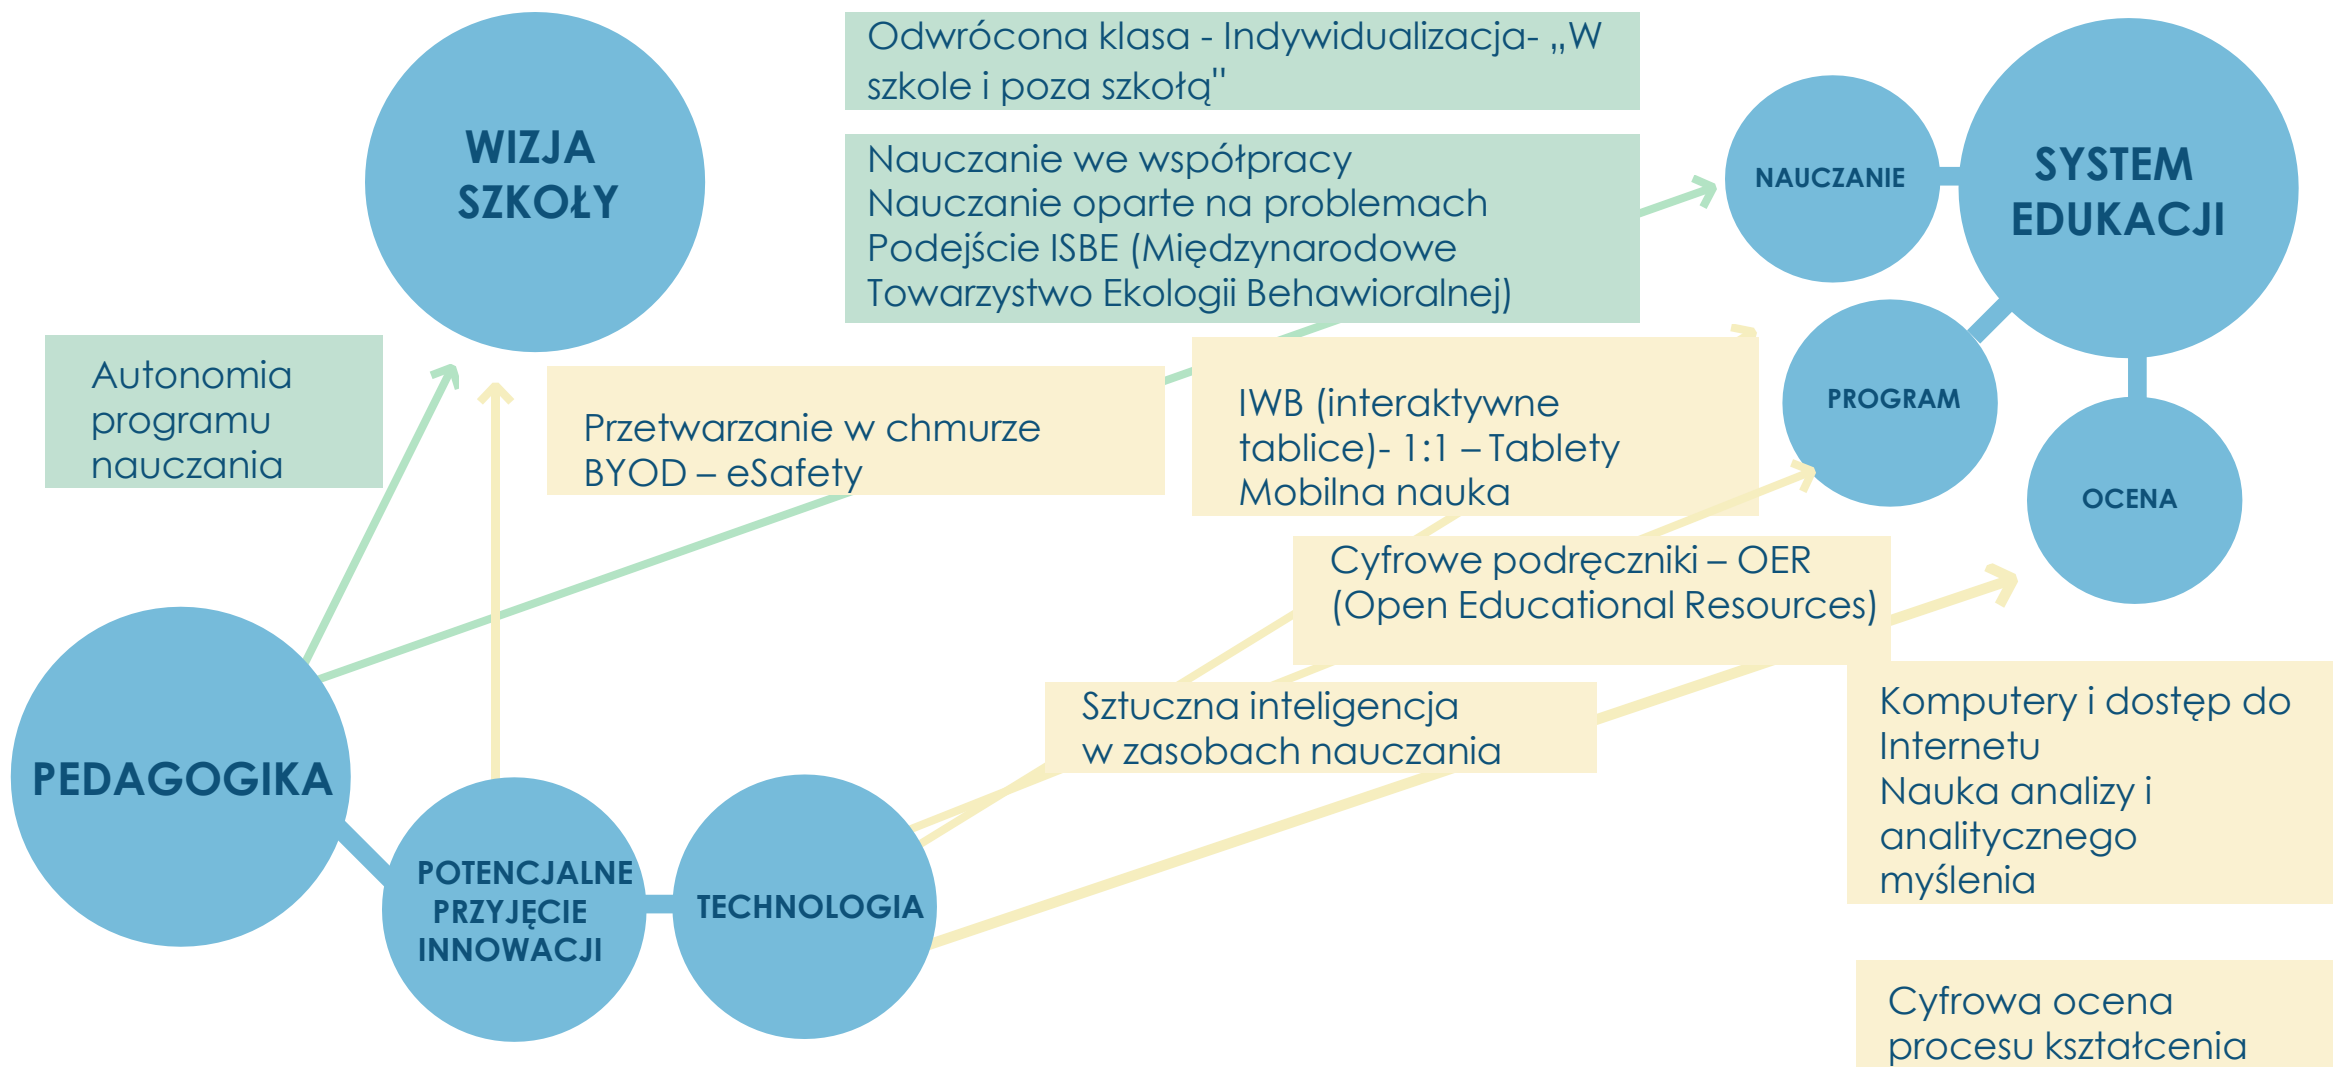 WIZJA
SZKOŁY
Odwrócona klasa - Indywidualizacja- „W
szkole i poza szkołą"
Nauczanie we współpracy
Nauczanie oparte na problemach
Podejście ISBE (Międzynarodowe
Towarzystwo Ekologii Behawioralnej)
NAUCZANIE
SYSTEM
EDUKACJI
Autonomia
programu
nauczania
Przetwarzanie w chmurze
BYOD – eSafety
IWB (interaktywne
tablice)- 1:1 – Tablety
Mobilna nauka
PROGRAM
OCENA
Cyfrowe podręczniki – OER
(Open Educational Resources)
Sztuczna inteligencja
w zasobach nauczania
Komputery i dostęp do
Internetu
Nauka analizy i
analitycznego
myślenia
PEDAGOGIKA
POTENCJALNE
PRZYJĘCIE
INNOWACJI
TECHNOLOGIA
Cyfrowa ocena
procesu kształcenia